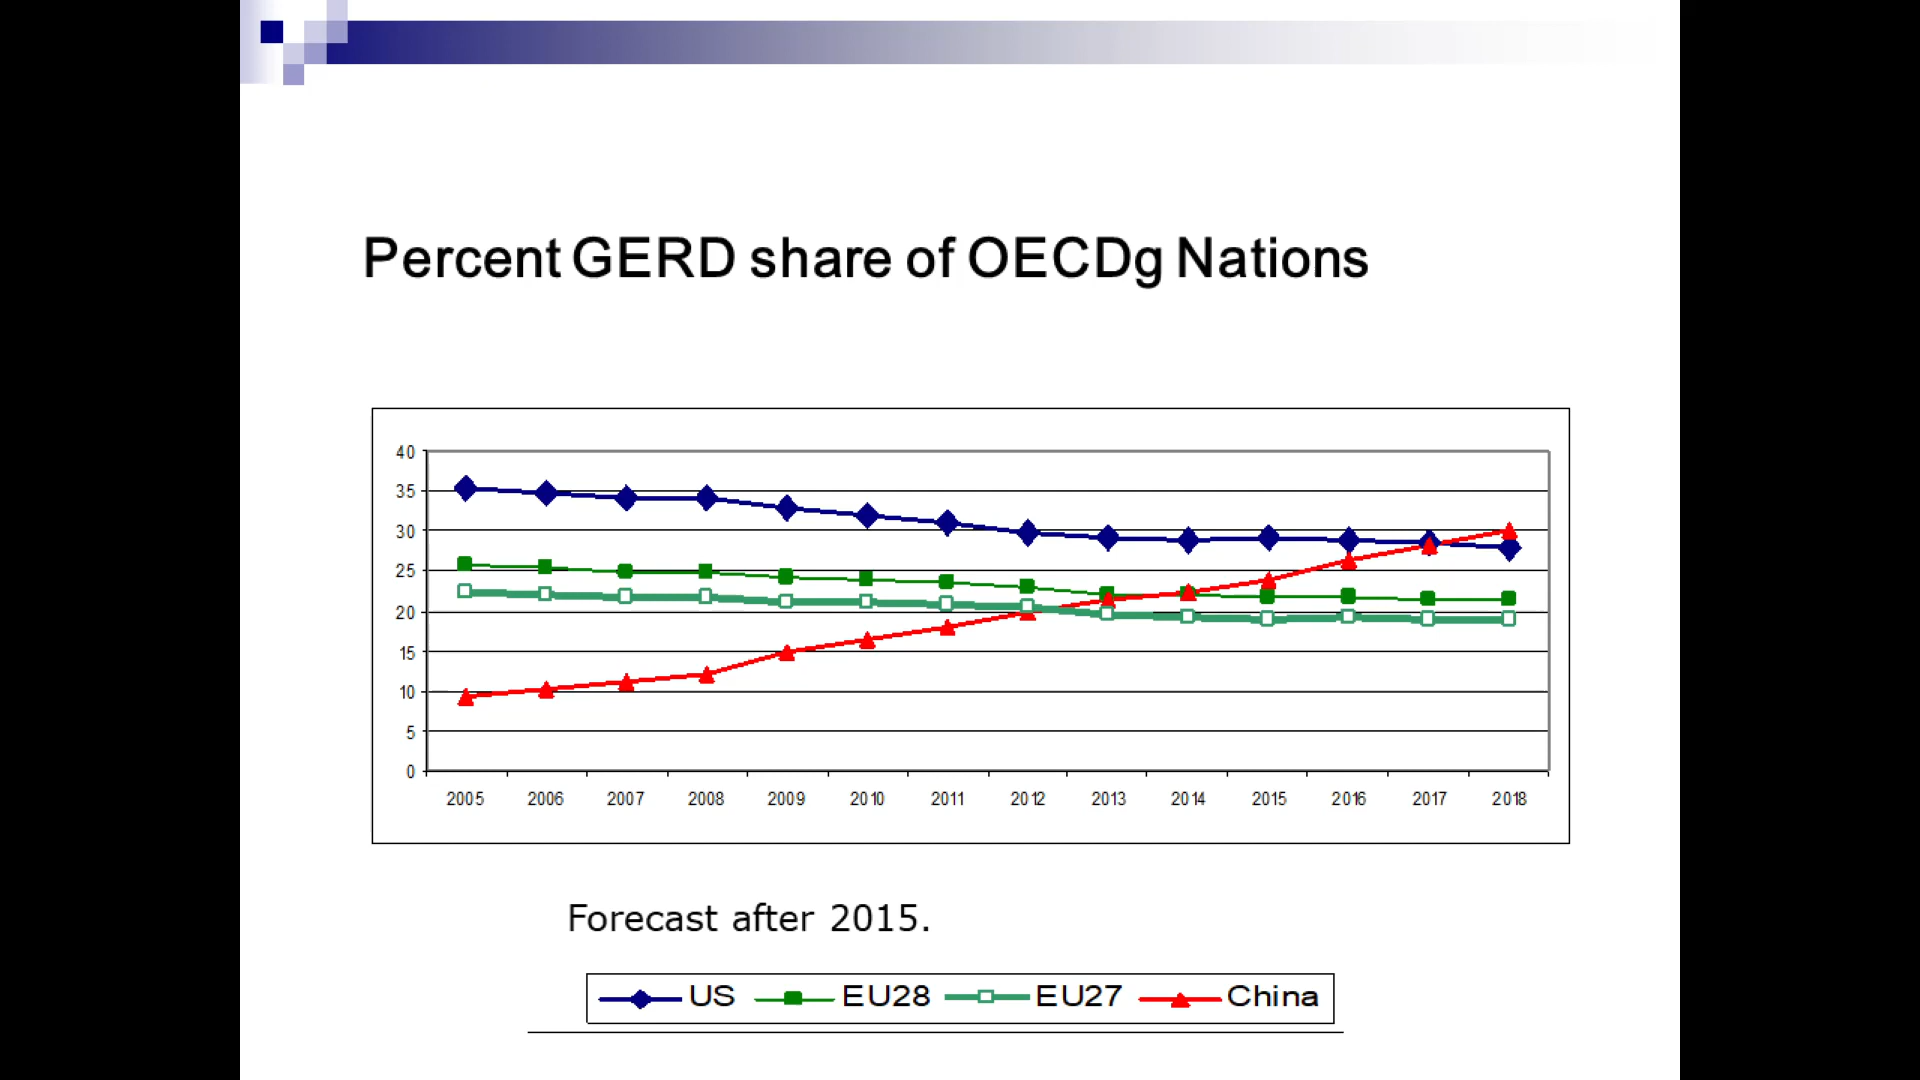 Percent GERD share of OECDg Nations
40
35
30
25
20
15
10
5
0
2005 2006 2007 2008 2009 2010 2011 2012 2013 2014 2015 2016 2017 2018
Forecast after 2015.
US EU28 EU27 China